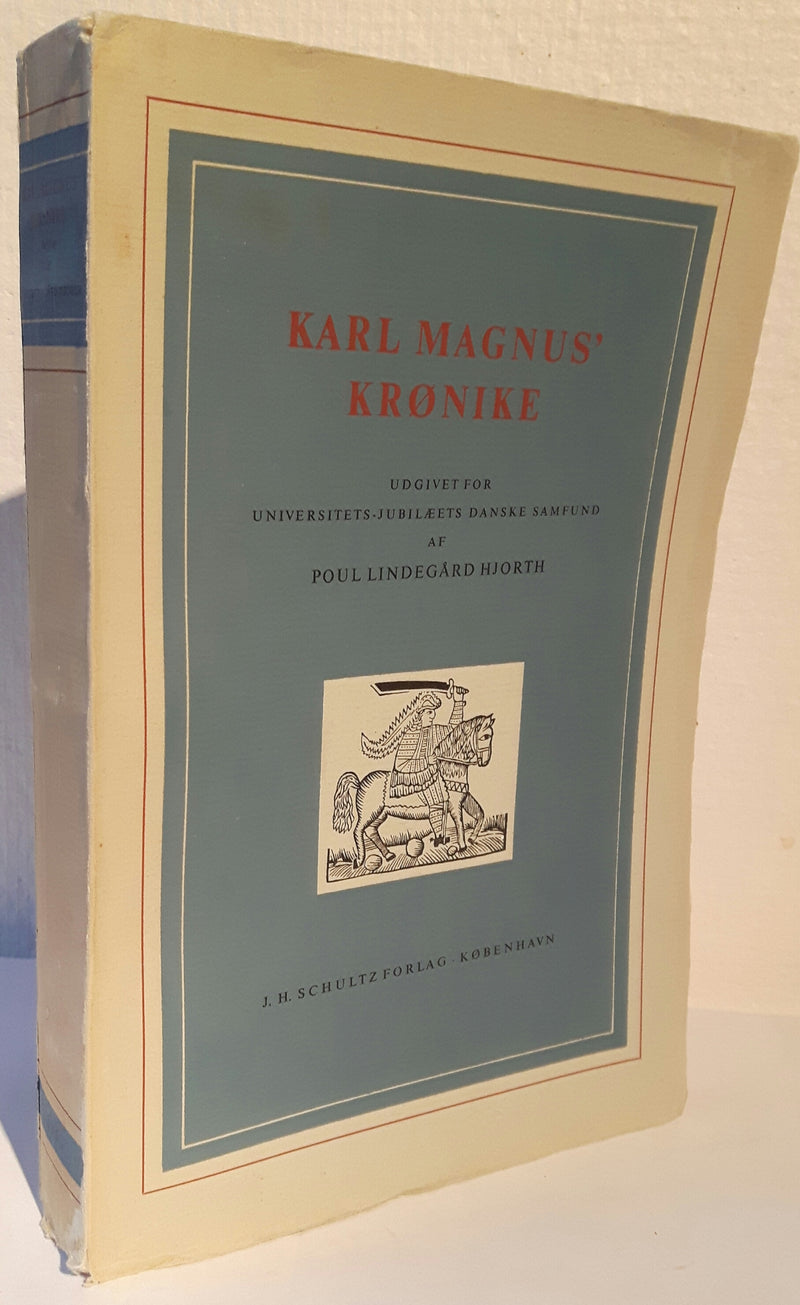 KARL MAGNUS'
KRØNIKE
UDGIVET FOR
UNIVERSITETS-JUBILÆETS DANSKE SAMFUND
AF
POUL LINDEGÅRD HJORTH
J. H. SCHULTZ FORLAG · KØBENHAVN